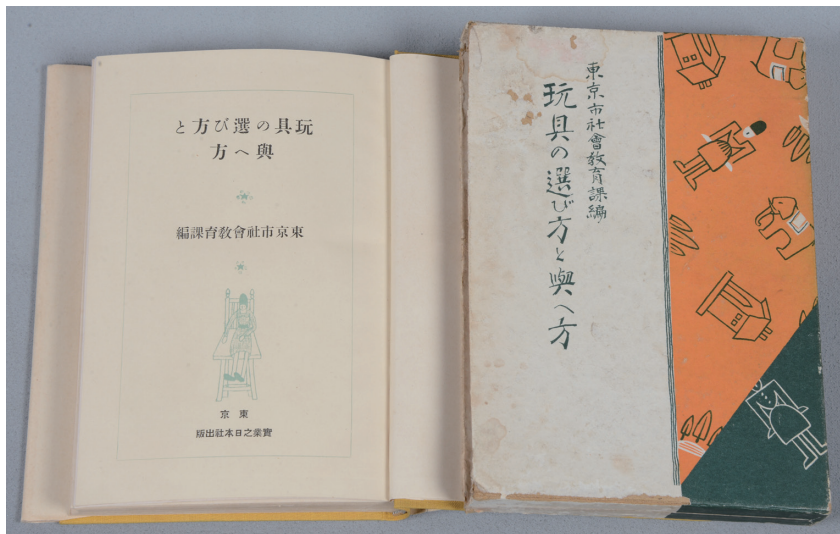 玩具の選び方と
與へ方
東京市社會教育課編
東京
實業之日本社出版
東京市社會教育課編
玩具の選び方と與へ方